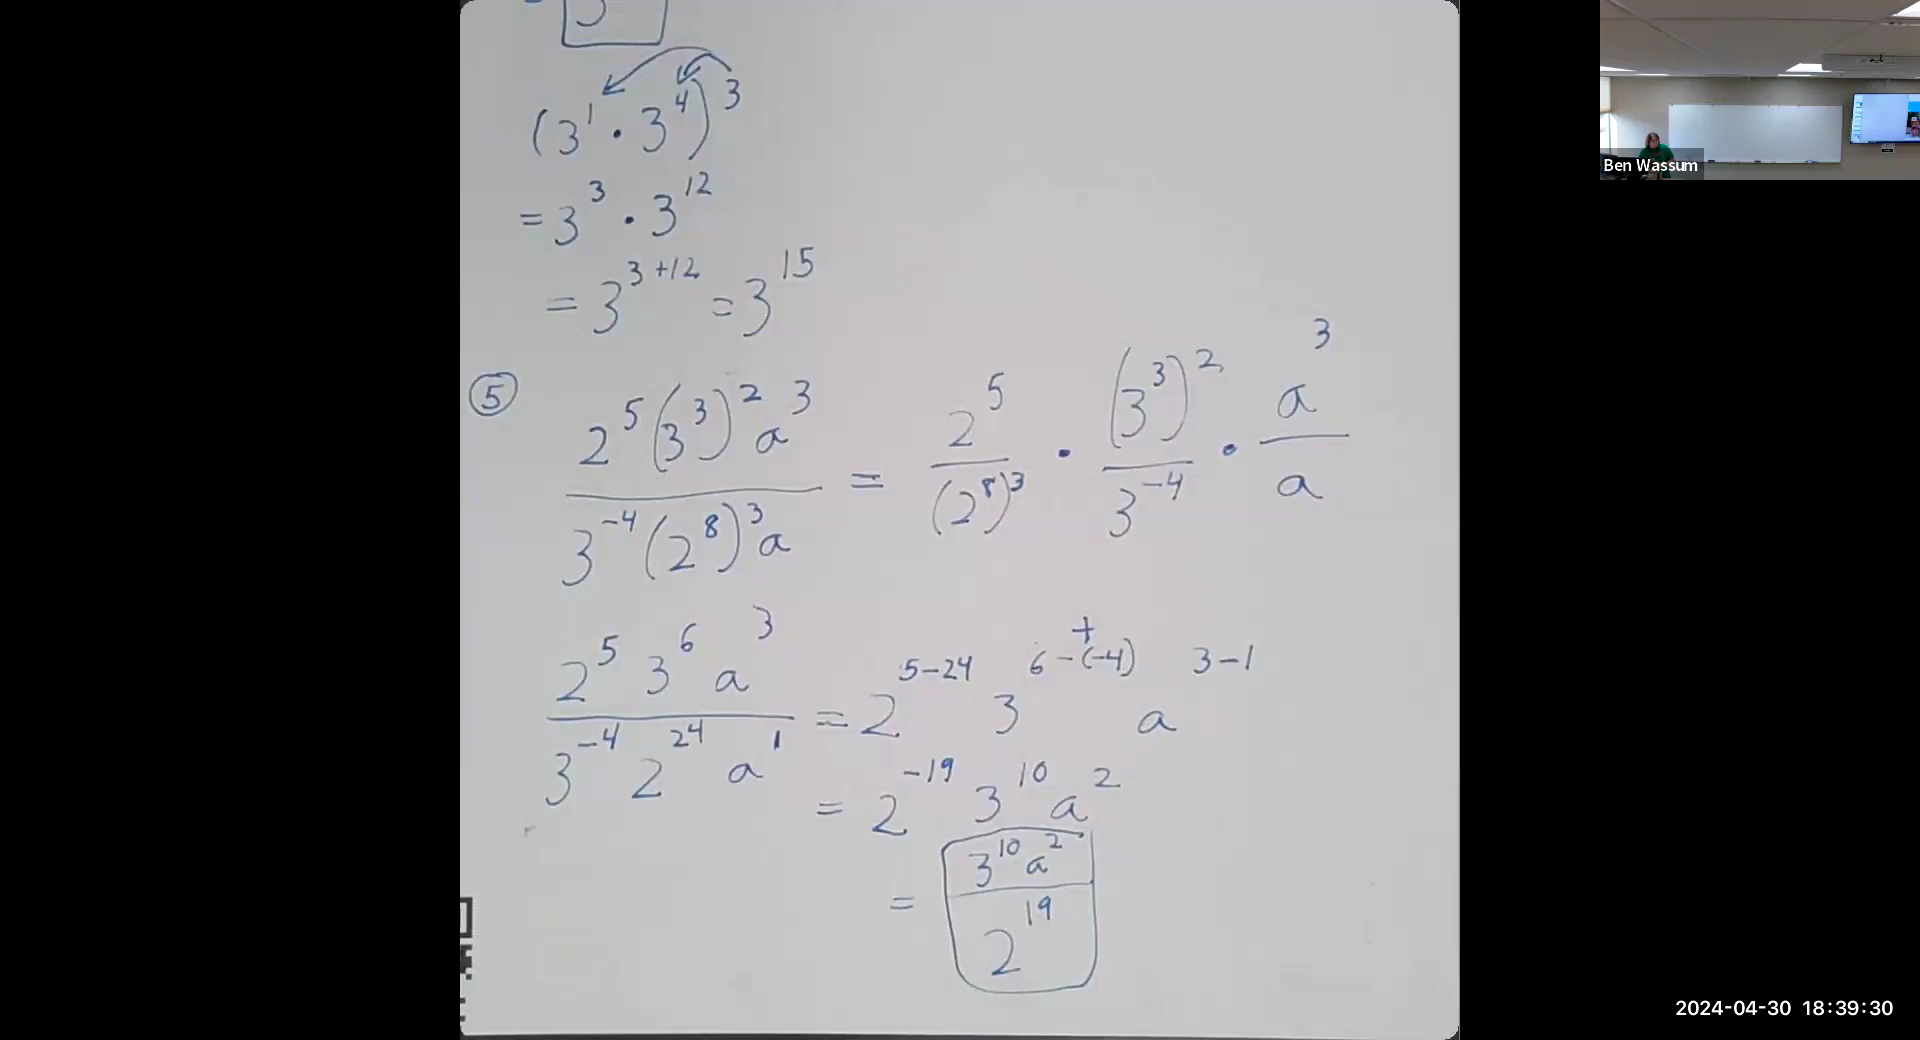 (3¹ · 3⁴)³
= 3³ · 3¹²
= 3³⁺¹² = 3¹⁵
⑤ 2⁵(3³)²a³ / 3⁻⁴(2⁸)³a = 2⁵/(2⁸)³ · (3³)²/3⁻⁴ · a³/a
2⁵ 3⁶ a³ / 3⁻⁴ 2²⁴ a¹ = 2⁵⁻²⁴ 3⁶⁻⁽⁻⁴⁾ a³⁻¹
+
= 2⁻¹⁹ 3¹⁰ a²
= 3¹⁰a² / 2¹⁹
Ben Wassum
2024-04-30 18:39:30